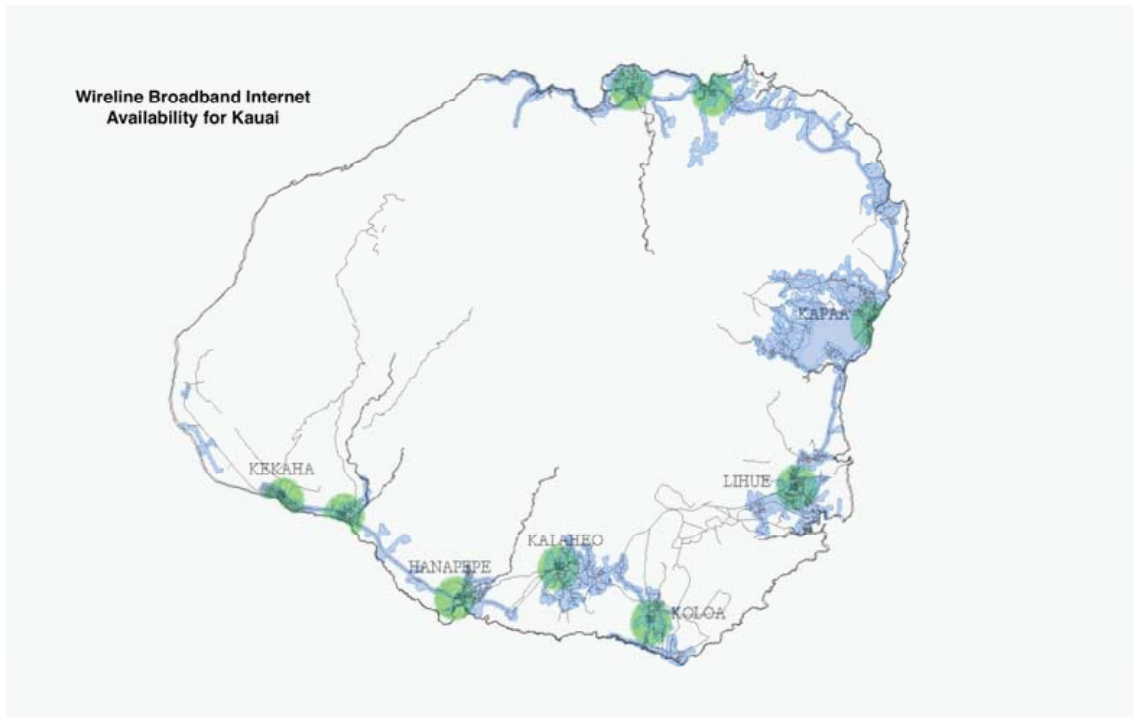 Wireline Broadband Internet
Availability for Kauai
KAPAA
KEKAHA
LIHUE
KALAHEO
HANAPEPE
KOLOA